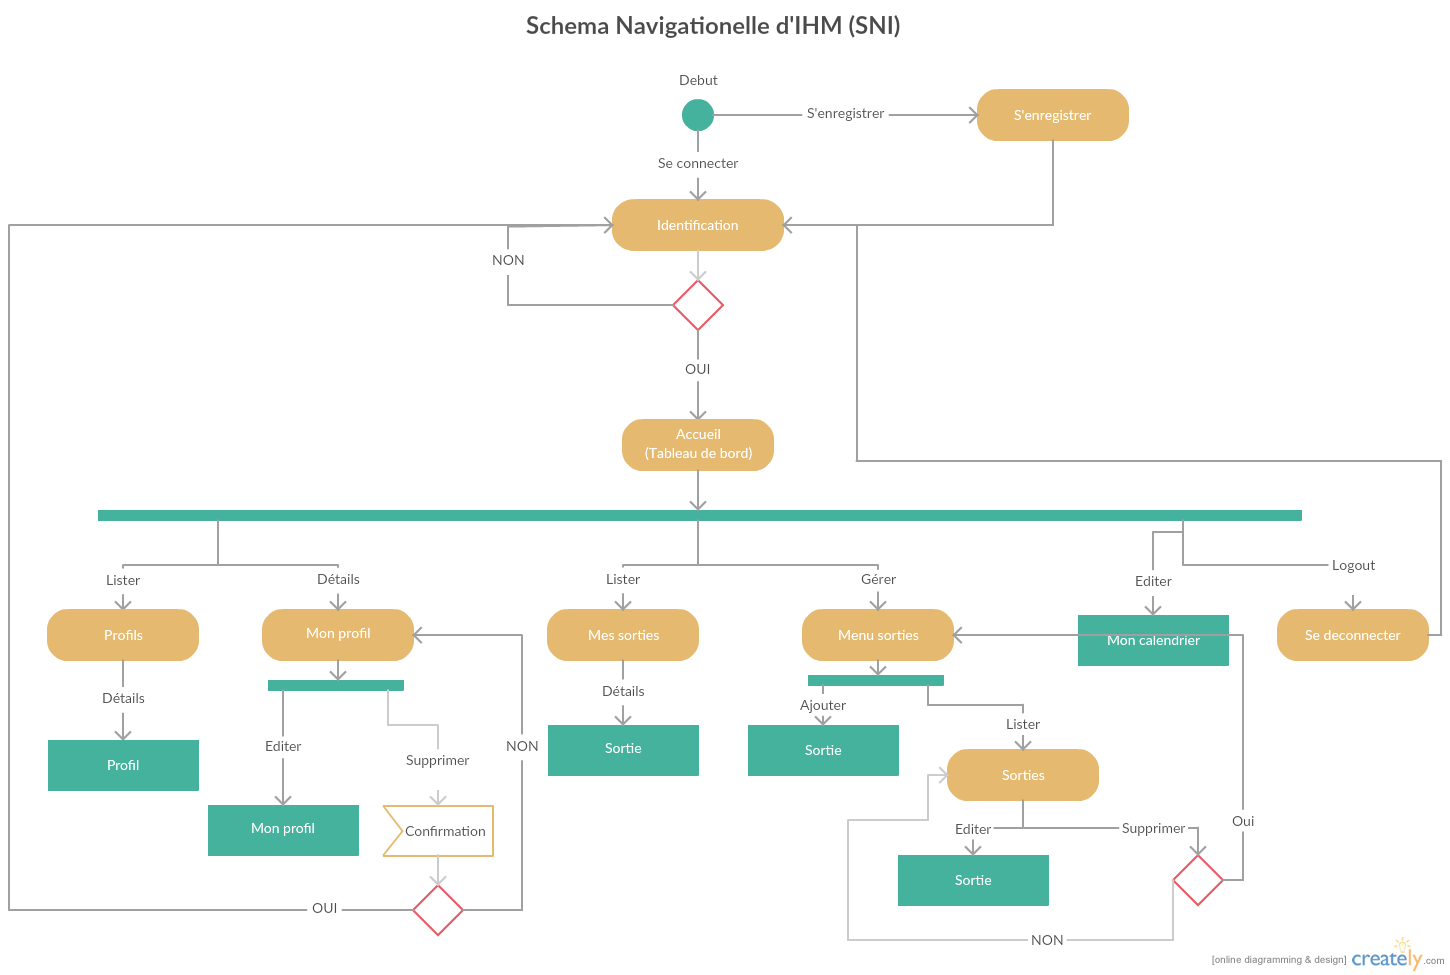 Schema Navigationelle d'IHM (SNI)
Debut
S'enregistrer
S'enregistrer
Se connecter
Identification
NON
OUI
Accueil
(Tableau de bord)
Lister
Détails
Lister
Gérer
Editer
Logout
Profils
Mon profil
Mes sorties
Menu sorties
Mon calendrier
Se deconnecter
Détails
Editer
Supprimer
NON
Détails
Ajouter
Lister
Profil
Sortie
Sortie
Sorties
Mon profil
Confirmation
Editer
Supprimer
Oui
Sortie
OUI
NON
[online diagramming & design] creately.com